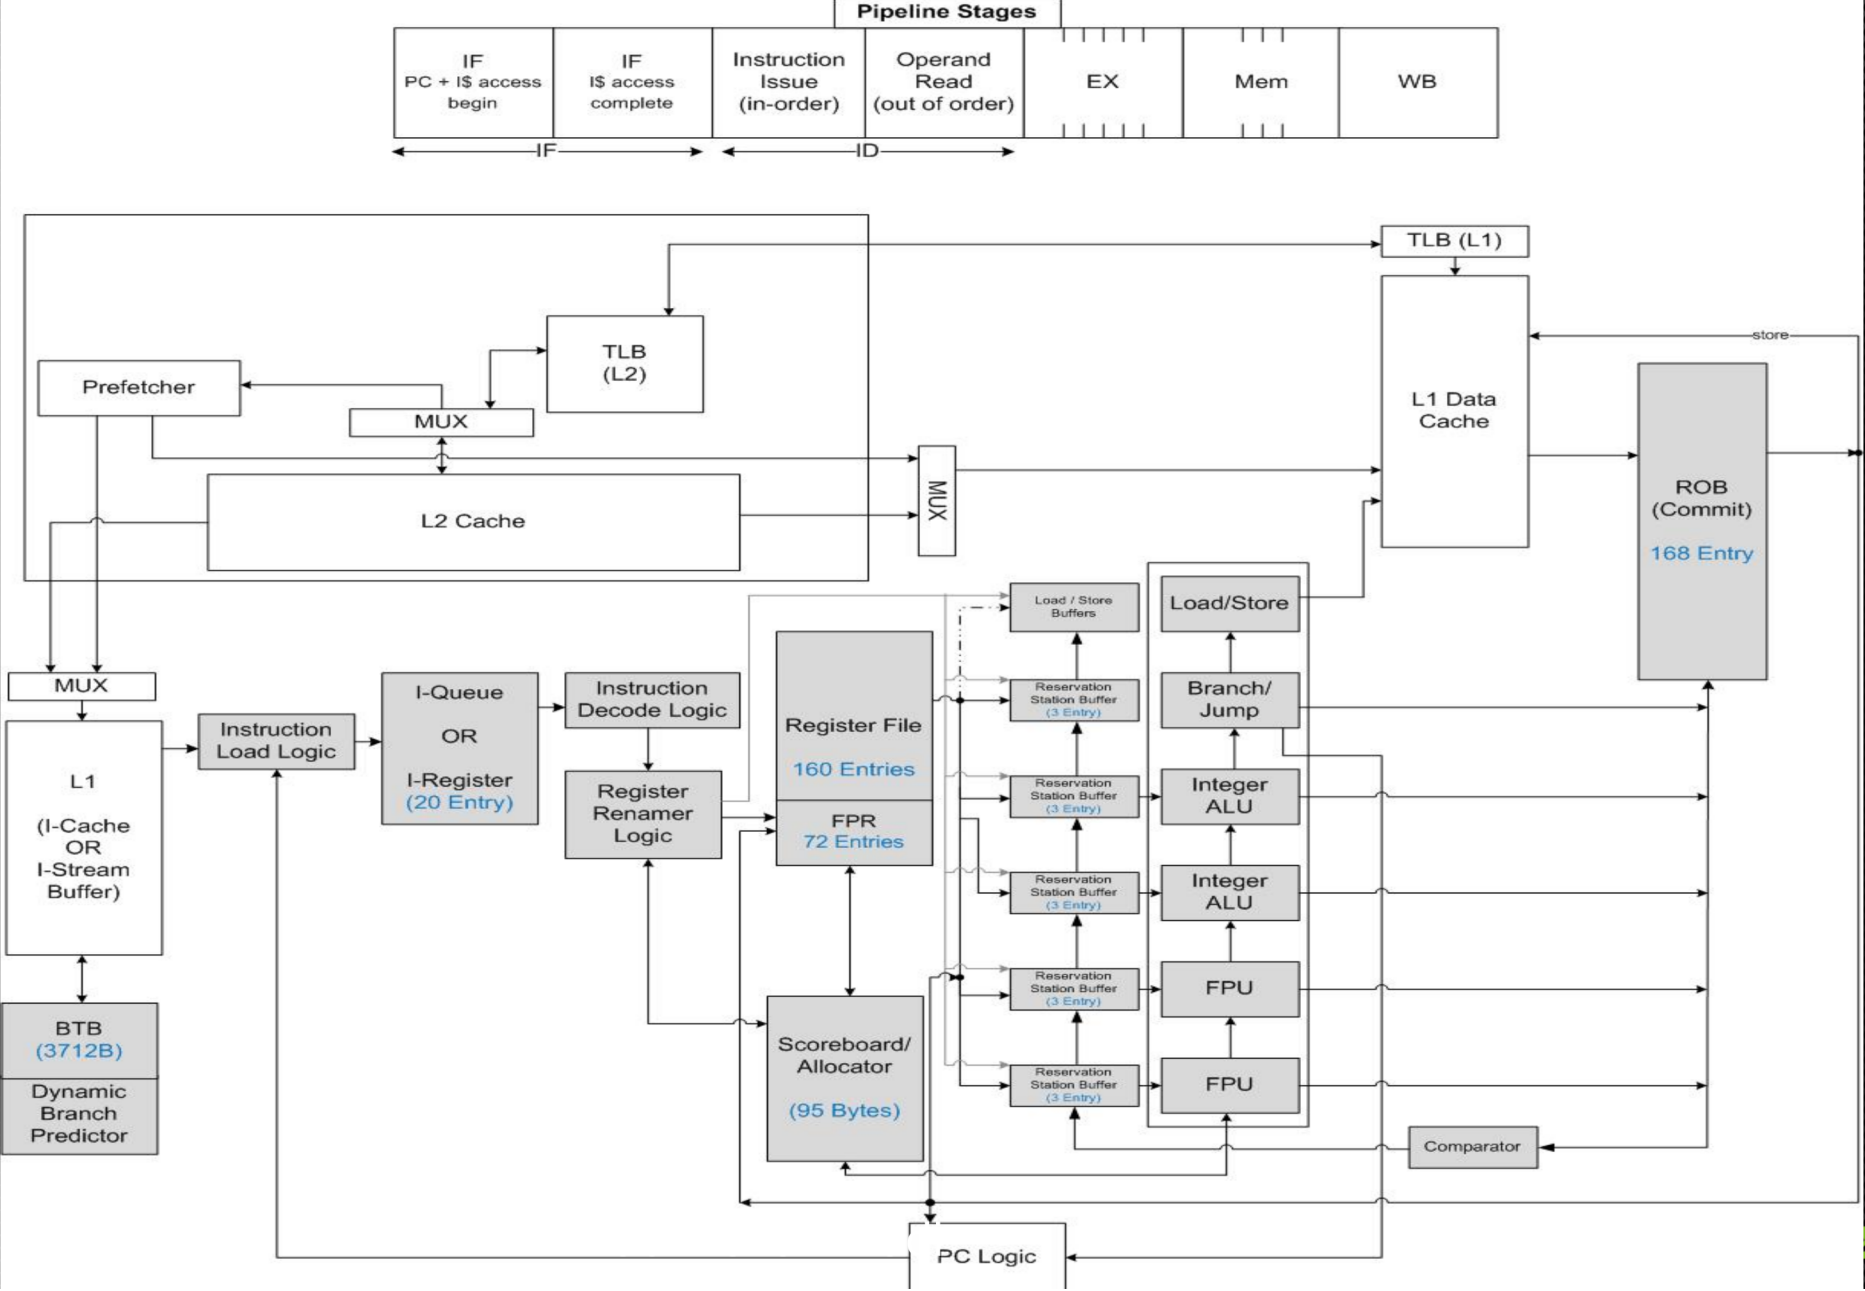 Pipeline Stages
IF
PC + I$ access
begin
IF
I$ access
complete
Instruction
Issue
(in-order)
Operand
Read
(out of order)
EX
Mem
WB
IF
ID
TLB (L1)
TLB
(L2)
store
Prefetcher
MUX
L1 Data
Cache
L2 Cache
MUX
ROB
(Commit)
168 Entry
Load / Store
Buffers
Load/Store
MUX
I-Queue
OR
I-Register
(20 Entry)
Instruction
Decode Logic
Register File
160 Entries
Reservation
Station Buffer
(3 Entry)
Branch/
Jump
Instruction
Load Logic
L1
(I-Cache
OR
I-Stream
Buffer)
Register
Renamer
Logic
FPR
72 Entries
Reservation
Station Buffer
(3 Entry)
Integer
ALU
Reservation
Station Buffer
(3 Entry)
Integer
ALU
Reservation
Station Buffer
(3 Entry)
FPU
BTB
(3712B)
Dynamic
Branch
Predictor
Scoreboard/
Allocator
(95 Bytes)
Reservation
Station Buffer
(3 Entry)
FPU
Comparator
PC Logic